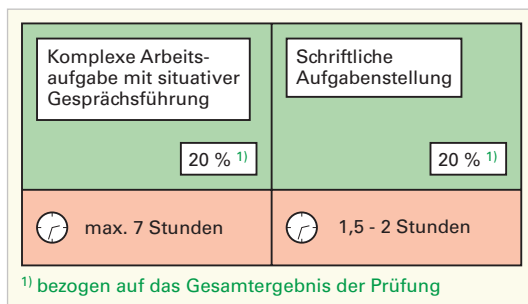 Komplexe Arbeits-
aufgabe mit situativer
Gesprächsführung
20 % 1)
Schriftliche
Aufgabenstellung
20 % 1)
max. 7 Stunden
1,5 - 2 Stunden
1) bezogen auf das Gesamtergebnis der Prüfung